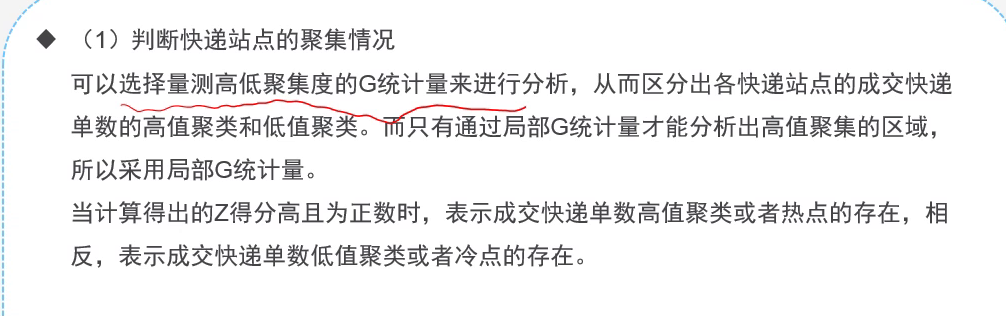 ◆ （1）判断快递站点的聚集情况
可以选择量测高低聚集度的G统计量来进行分析，从而区分出各快递站点的成交快递
单数的高值聚类和低值聚类。而只有通过局部G统计量才能分析出高值聚集的区域，
所以采用局部G统计量。
当计算得出的Z得分高且为正数时，表示成交快递单数高值聚类或者热点的存在，相
反，表示成交快递单数低值聚类或者冷点的存在。